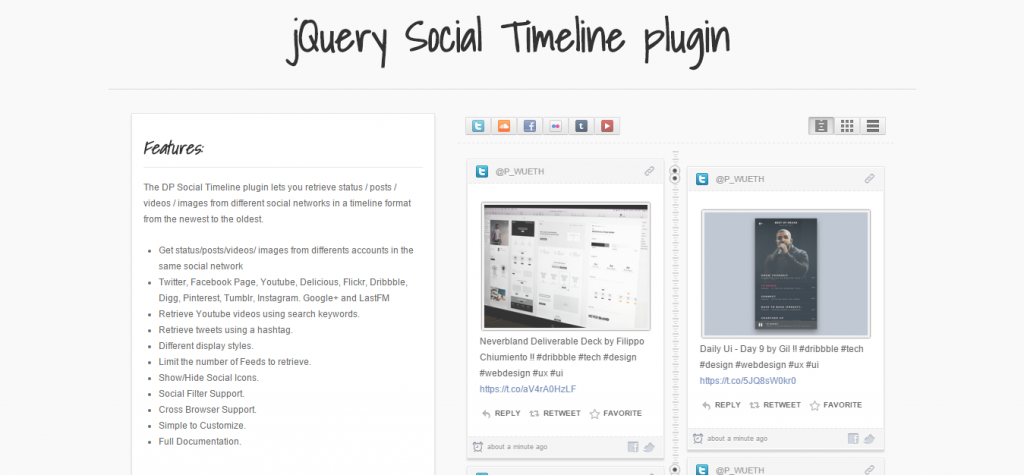 jQuery Social Timeline plugin
Features:
The DP Social Timeline plugin lets you retrieve status / posts /
videos / images from different social networks in a timeline format
from the newest to the oldest.
Get status/posts/videos/ images from differents accounts in the
same social network
Twitter, Facebook Page, Youtube, Delicious, Flickr, Dribbble,
Digg, Pinterest, Tumblr, Instagram. Google+ and LastFM
Retrieve Youtube videos using search keywords.
Retrieve tweets using a hashtag.
Different display styles.
Limit the number of Feeds to retrieve.
Show/Hide Social Icons.
Social Filter Support.
Cross Browser Support.
Simple to Customize.
Full Documentation.
@P_WUETH
Neverbland Deliverable Deck by Filippo
Chiumiento !! #dribbble #tech #design
#webdesign #ux #ui
https://t.co/aV4rA0HzLF
REPLY RETWEET FAVORITE
about a minute ago
@P_WUETH
Daily Ui - Day 9 by Gil !! #dribbble #tech
#design #webdesign #ux #ui
https://t.co/5JQ8sW0kr0
REPLY RETWEET FAVORITE
about a minute ago
@P_WUETH